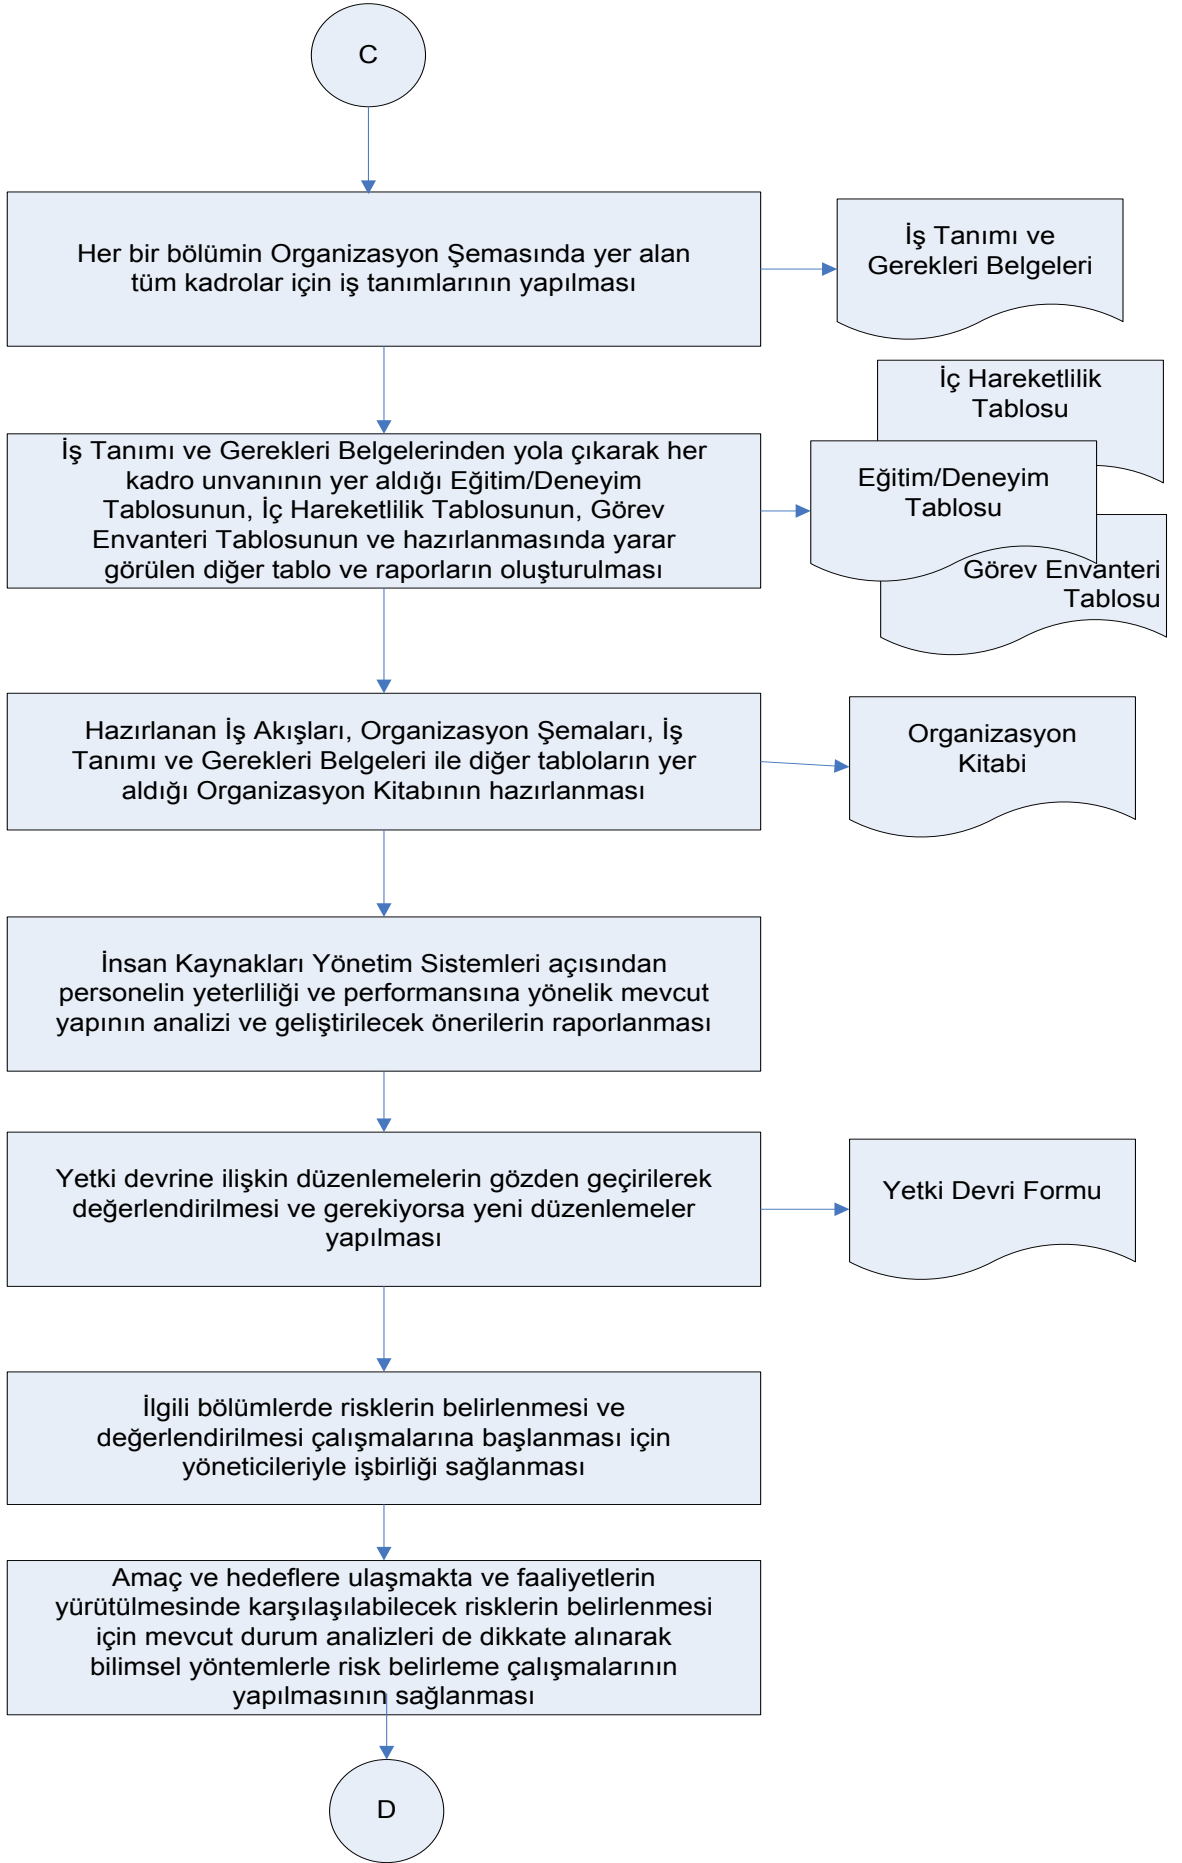 C
Her bir bölümin Organizasyon Şemasında yer alan
tüm kadrolar için iş tanımlarının yapılması
İş Tanımı ve
Gerekleri Belgeleri
İş Tanımı ve Gerekleri Belgelerinden yola çıkarak her
kadro unvanının yer aldığı Eğitim/Deneyim
Tablosunun, İç Hareketlilik Tablosunun, Görev
Envanteri Tablosunun ve hazırlanmasında yarar
görülen diğer tablo ve raporların oluşturulması
İç Hareketlilik
Tablosu
Eğitim/Deneyim
Tablosu
Görev Envanteri
Tablosu
Hazırlanan İş Akışları, Organizasyon Şemaları, İş
Tanımı ve Gerekleri Belgeleri ile diğer tabloların yer
aldığı Organizasyon Kitabının hazırlanması
Organizasyon
Kitabi
İnsan Kaynakları Yönetim Sistemleri açısından
personelin yeterliliği ve performansına yönelik mevcut
yapının analizi ve geliştirilecek önerilerin raporlanması
Yetki devrine ilişkin düzenlemelerin gözden geçirilerek
değerlendirilmesi ve gerekiyorsa yeni düzenlemeler
yapılması
Yetki Devri Formu
İlgili bölümlerde risklerin belirlenmesi ve
değerlendirilmesi çalışmalarına başlanması için
yöneticileriyle işbirliği sağlanması
Amaç ve hedeflere ulaşmakta ve faaliyetlerin
yürütülmesinde karşılaşılabilecek risklerin belirlenmesi
için mevcut durum analizleri de dikkate alınarak
bilimsel yöntemlerle risk belirleme çalışmalarının
yapılmasının sağlanması
D